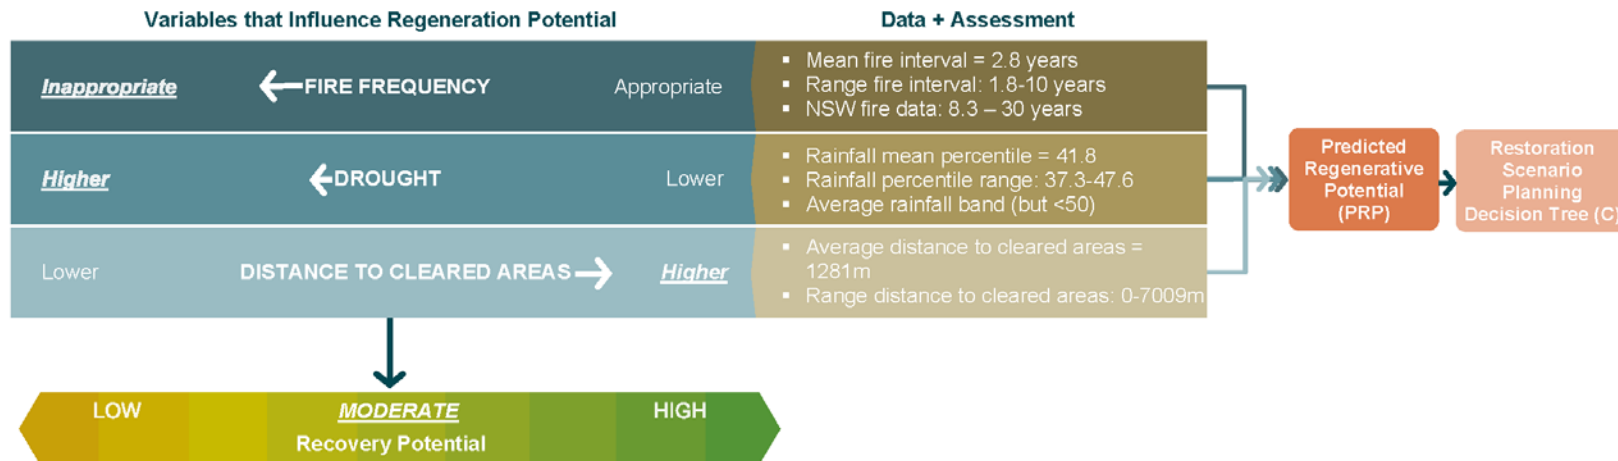 Variables that Influence Regeneration Potential
Data + Assessment
Inappropriate
FIRE FREQUENCY
Appropriate
▪ Mean fire interval = 2.8 years
▪ Range fire interval: 1.8-10 years
▪ NSW fire data: 8.3 – 30 years
Higher
DROUGHT
Lower
▪ Rainfall mean percentile = 41.8
▪ Rainfall percentile range: 37.3-47.6
▪ Average rainfall band (but <50)
Lower
DISTANCE TO CLEARED AREAS
Higher
▪ Average distance to cleared areas =
1281m
▪ Range distance to cleared areas: 0-7009m
Predicted
Regenerative
Potential
(PRP)
Restoration
Scenario
Planning
Decision Tree (C)
LOW
MODERATE
HIGH
Recovery Potential